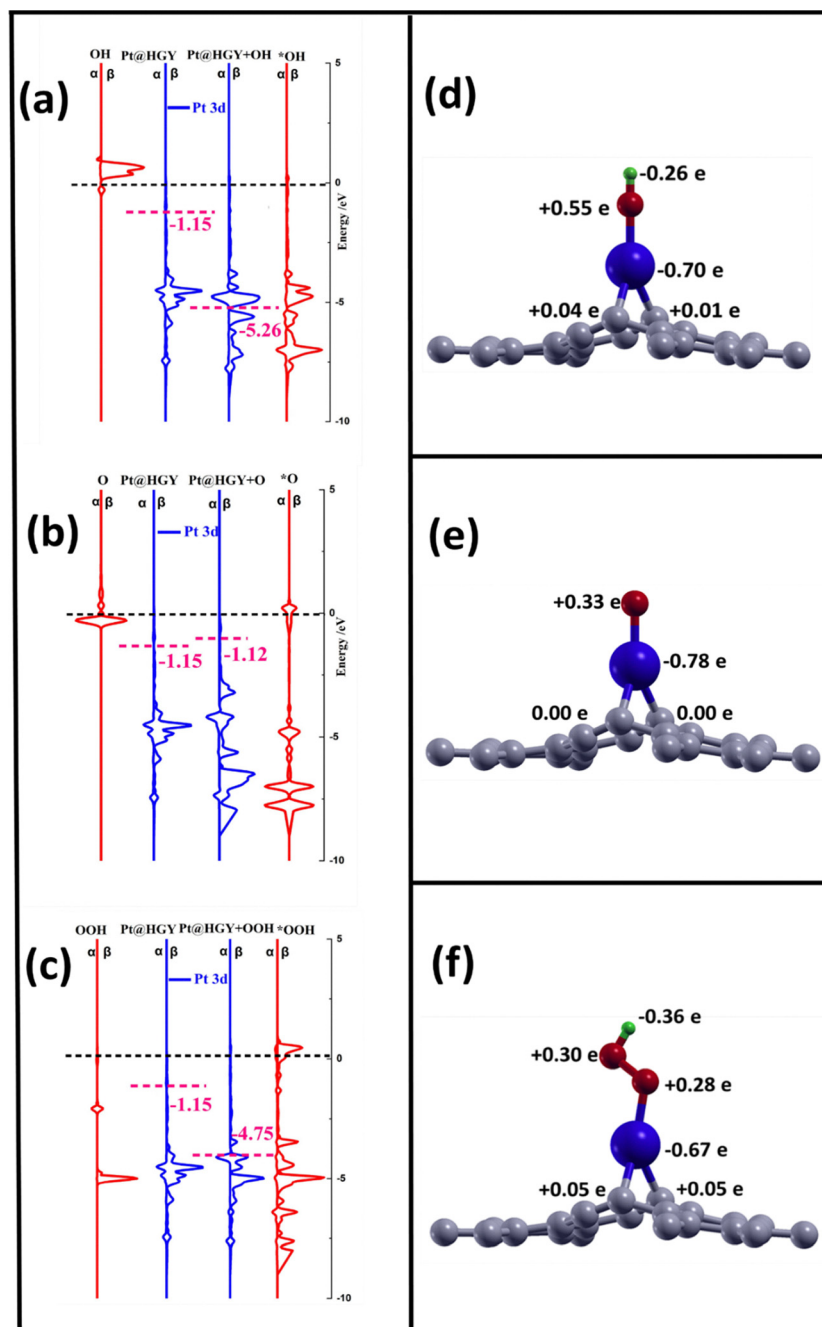 OH Pt@HGY Pt@HGY+OH *OH
α β α β α β α β
(a)
Pt 3d
5
0
-5
-10
Energy /eV
-1.15
-5.26
O Pt@HGY Pt@HGY+O *O
α β α β α β α β
(b)
Pt 3d
5
0
-5
-10
Energy /eV
-1.15
-1.12
OOH Pt@HGY Pt@HGY+OOH *OOH
α β α β α β α β
(c)
Pt 3d
5
0
-5
-10
-1.15
-4.75
(d)
-0.26 e
+0.55 e
-0.70 e
+0.04 e
+0.01 e
(e)
+0.33 e
-0.78 e
0.00 e
0.00 e
(f)
-0.36 e
+0.30 e
+0.28 e
-0.67 e
+0.05 e
+0.05 e